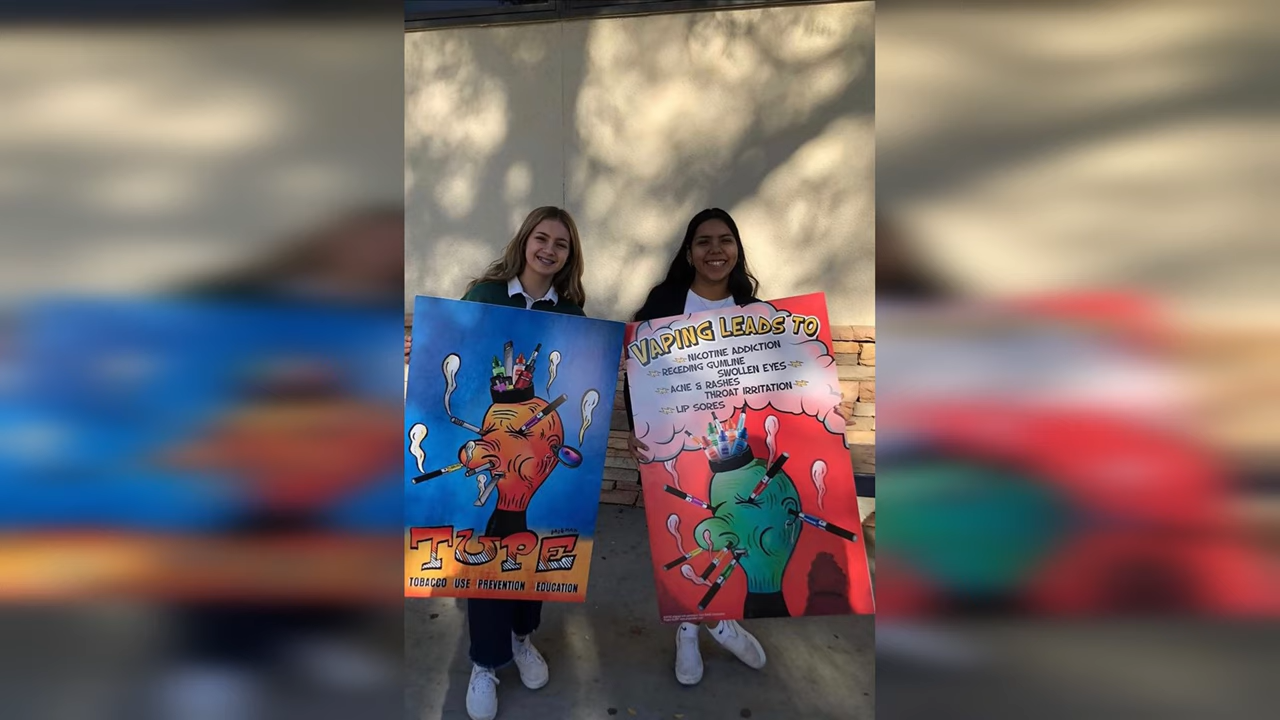 TUPE
TOBACCO USE PREVENTION EDUCATION
VAPING LEADS TO
NICOTINE ADDICTION
RECEDING GUMLINE
SWOLLEN EYES
ACNE & RASHES
THROAT IRRITATION
LIP SORES